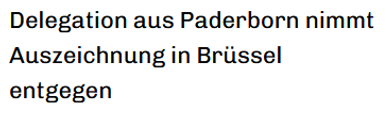 Delegation aus Paderborn nimmt
Auszeichnung in Brüssel
entgegen